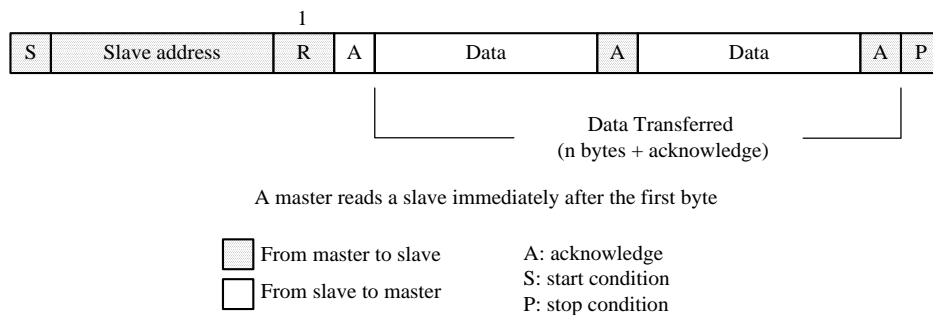 1
S Slave address R A Data A Data A P
Data Transferred
(n bytes + acknowledge)
A master reads a slave immediately after the first byte
From master to slave
From slave to master
A: acknowledge
S: start condition
P: stop condition